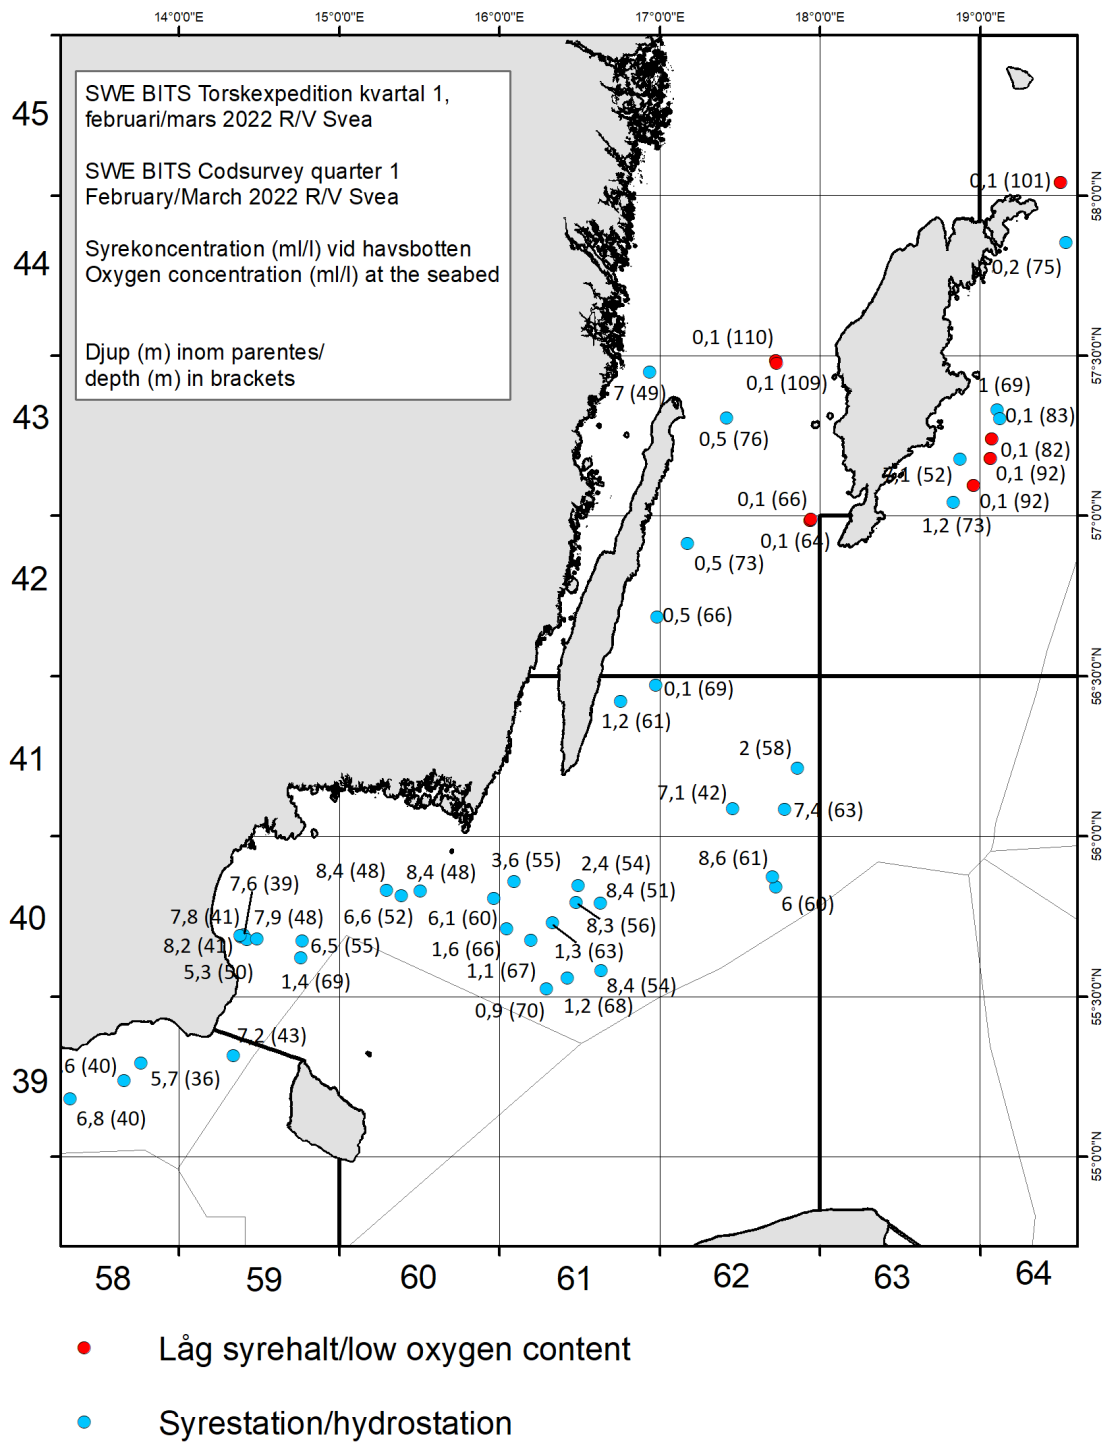 14°0'0"E 15°0'0"E 16°0'0"E 17°0'0"E 18°0'0"E 19°0'0"E
SWE BITS Torskexpedition kvartal 1,
februari/mars 2022 R/V Svea
SWE BITS Codsurvey quarter 1
February/March 2022 R/V Svea
Syrekoncentration (ml/l) vid havsbotten
Oxygen concentration (ml/l) at the seabed
Djup (m) inom parentes/
depth (m) in brackets
45
44
43
42
41
40
39
58°0'0"N
57°30'0"N
57°0'0"N
56°30'0"N
56°0'0"N
55°30'0"N
55°0'0"N
0,1 (101)
0,2 (75)
0,1 (110)
0,1 (109)
7 (49)
1 (69)
0,1 (83)
0,5 (76)
0,1 (82)
,1 (52)
0,1 (92)
0,1 (66)
0,1 (92)
1,2 (73)
0,1 (64)
0,5 (73)
0,5 (66)
0,1 (69)
1,2 (61)
2 (58)
7,1 (42)
7,4 (63)
3,6 (55)
2,4 (54)
8,6 (61)
8,4 (48)
8,4 (48)
7,6 (39)
8,4 (51)
6 (60)
7,8 (41)
7,9 (48)
6,6 (52)
6,1 (60)
8,3 (56)
8,2 (41)
6,5 (55)
1,6 (66)
1,3 (63)
5,3 (50)
1,4 (69)
1,1 (67)
8,4 (54)
0,9 (70)
1,2 (68)
7,2 (43)
,6 (40)
5,7 (36)
6,8 (40)
58 59 60 61 62 63 64
Låg syrehalt/low oxygen content
Syrestation/hydrostation